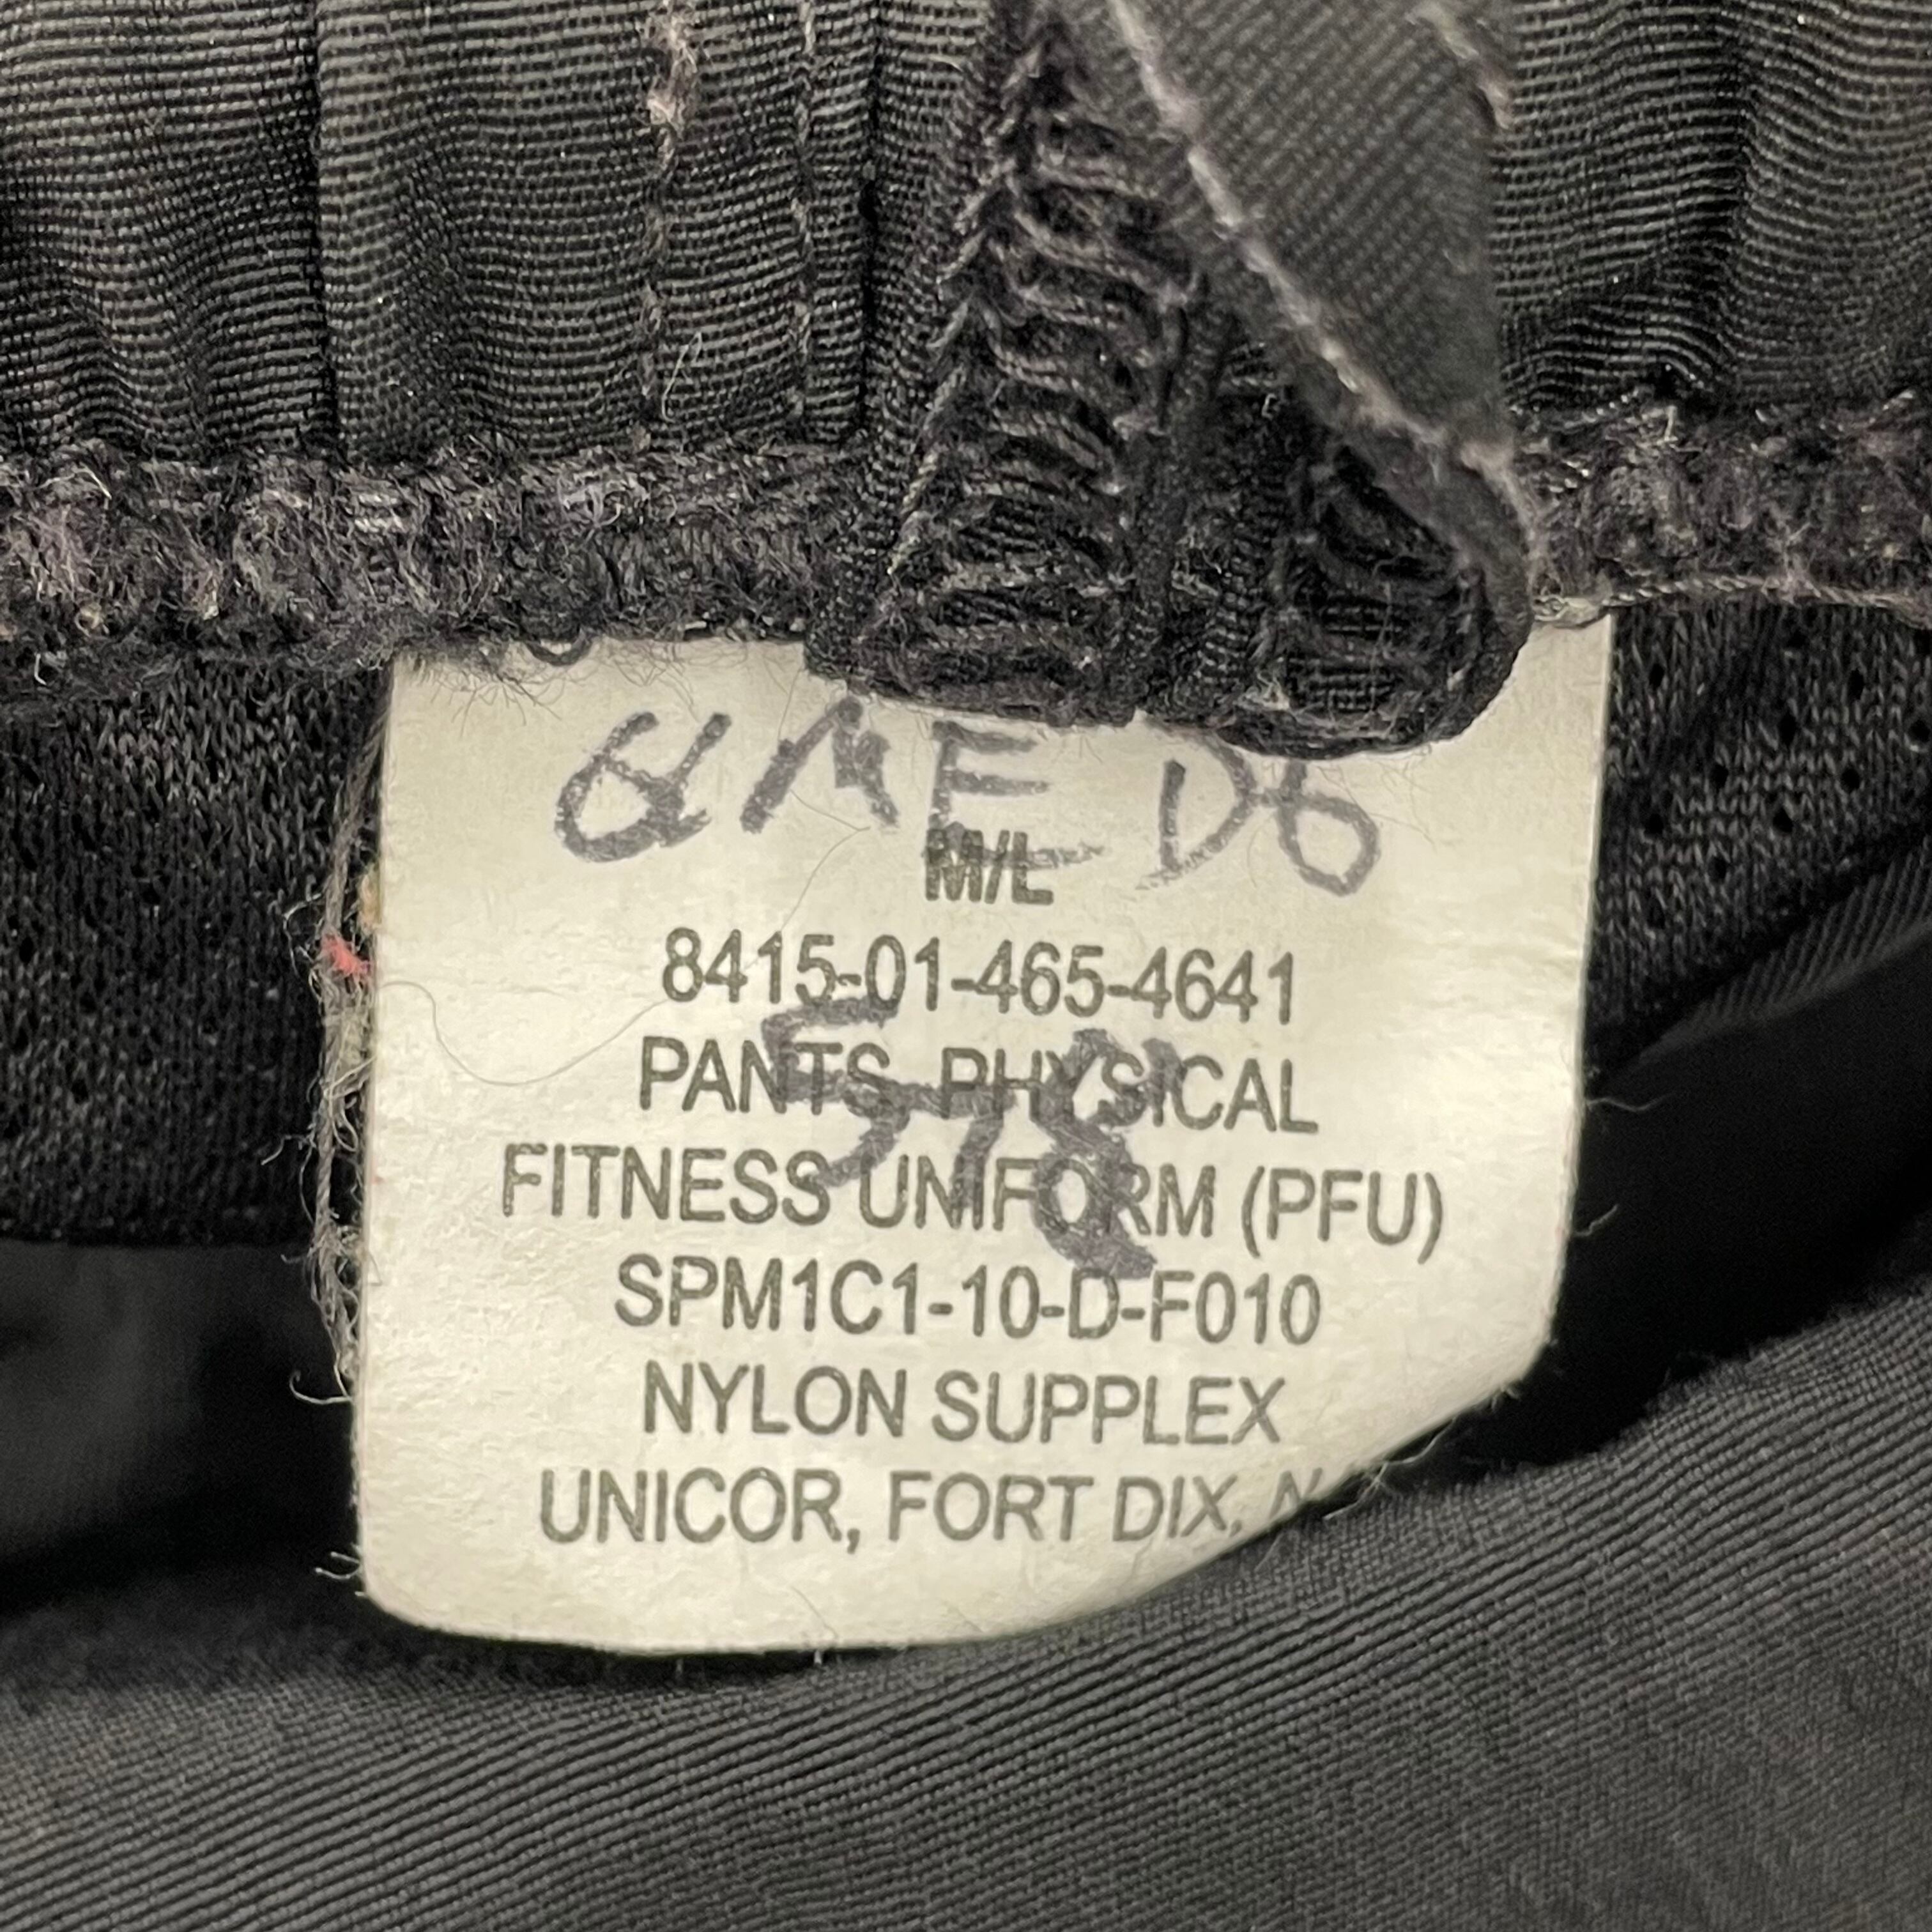 M/L
8415-01-465-4641
PANTS, PHYSICAL
FITNESS UNIFORM (PFU)
SPM1C1-10-D-F010
NYLON SUPPLEX
UNICOR, FORT DIX,